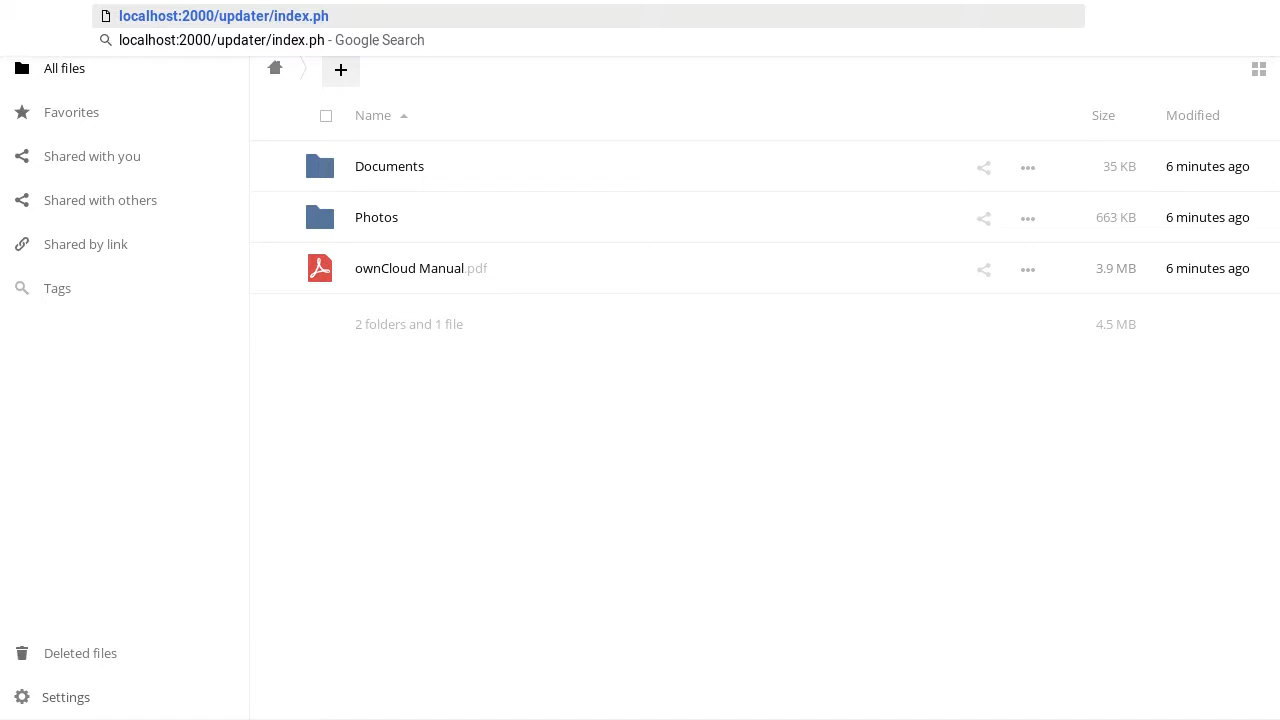 localhost:2000/updater/index.ph
localhost:2000/updater/index.ph - Google Search
All files
Favorites
Shared with you
Shared with others
Shared by link
Tags
Deleted files
Settings
Name Size Modified
Documents 35 KB 6 minutes ago
Photos 663 KB 6 minutes ago
ownCloud Manual.pdf 3.9 MB 6 minutes ago
2 folders and 1 file 4.5 MB